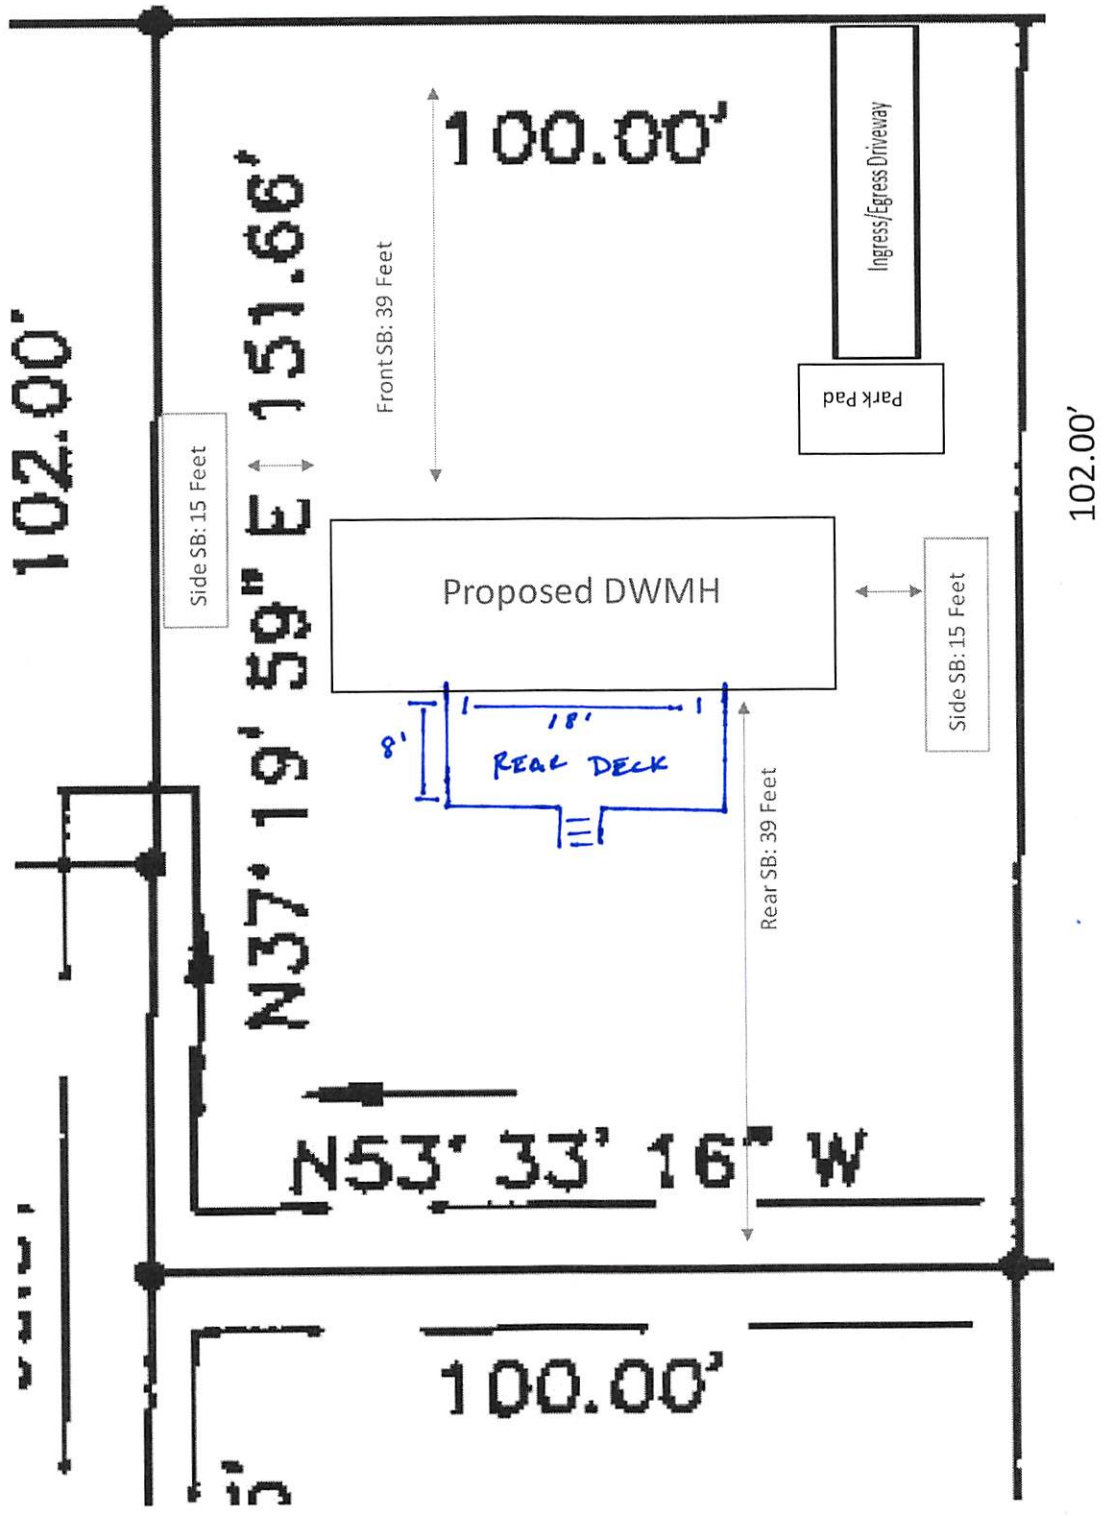 100.00'
Ingress/Egress Driveway
N37' 19' 59" E 151.66'
Front SB: 39 Feet
102.00'
Park Pad
Side SB: 15 Feet
102.00'
Proposed DWMH
Side SB: 15 Feet
18'
8'
REAR DECK
Rear SB: 39 Feet
N53' 33' 16" W
100.00'